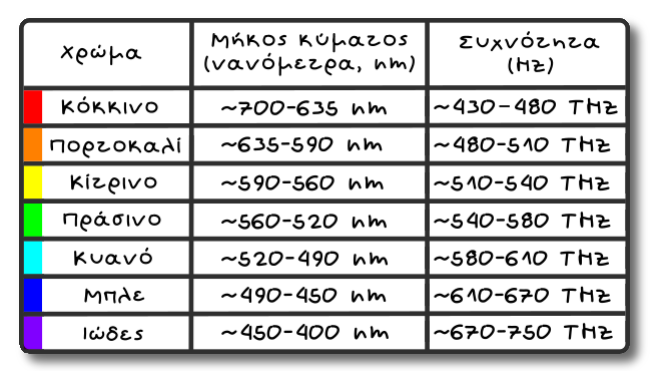 Χρώμα
Μήκος κύματος
(νανόμετρα, nm)
Συχνότητα
(Hz)
Κόκκινο ~700-635 nm ~430-480 THz
Πορτοκαλί ~635-590 nm ~480-510 THz
Κίτρινο ~590-560 nm ~510-540 THz
Πράσινο ~560-520 nm ~540-580 THz
Κυανό ~520-490 nm ~580-610 THz
Μπλε ~490-450 nm ~610-670 THz
Ιώδες ~450-400 nm ~670-750 THz